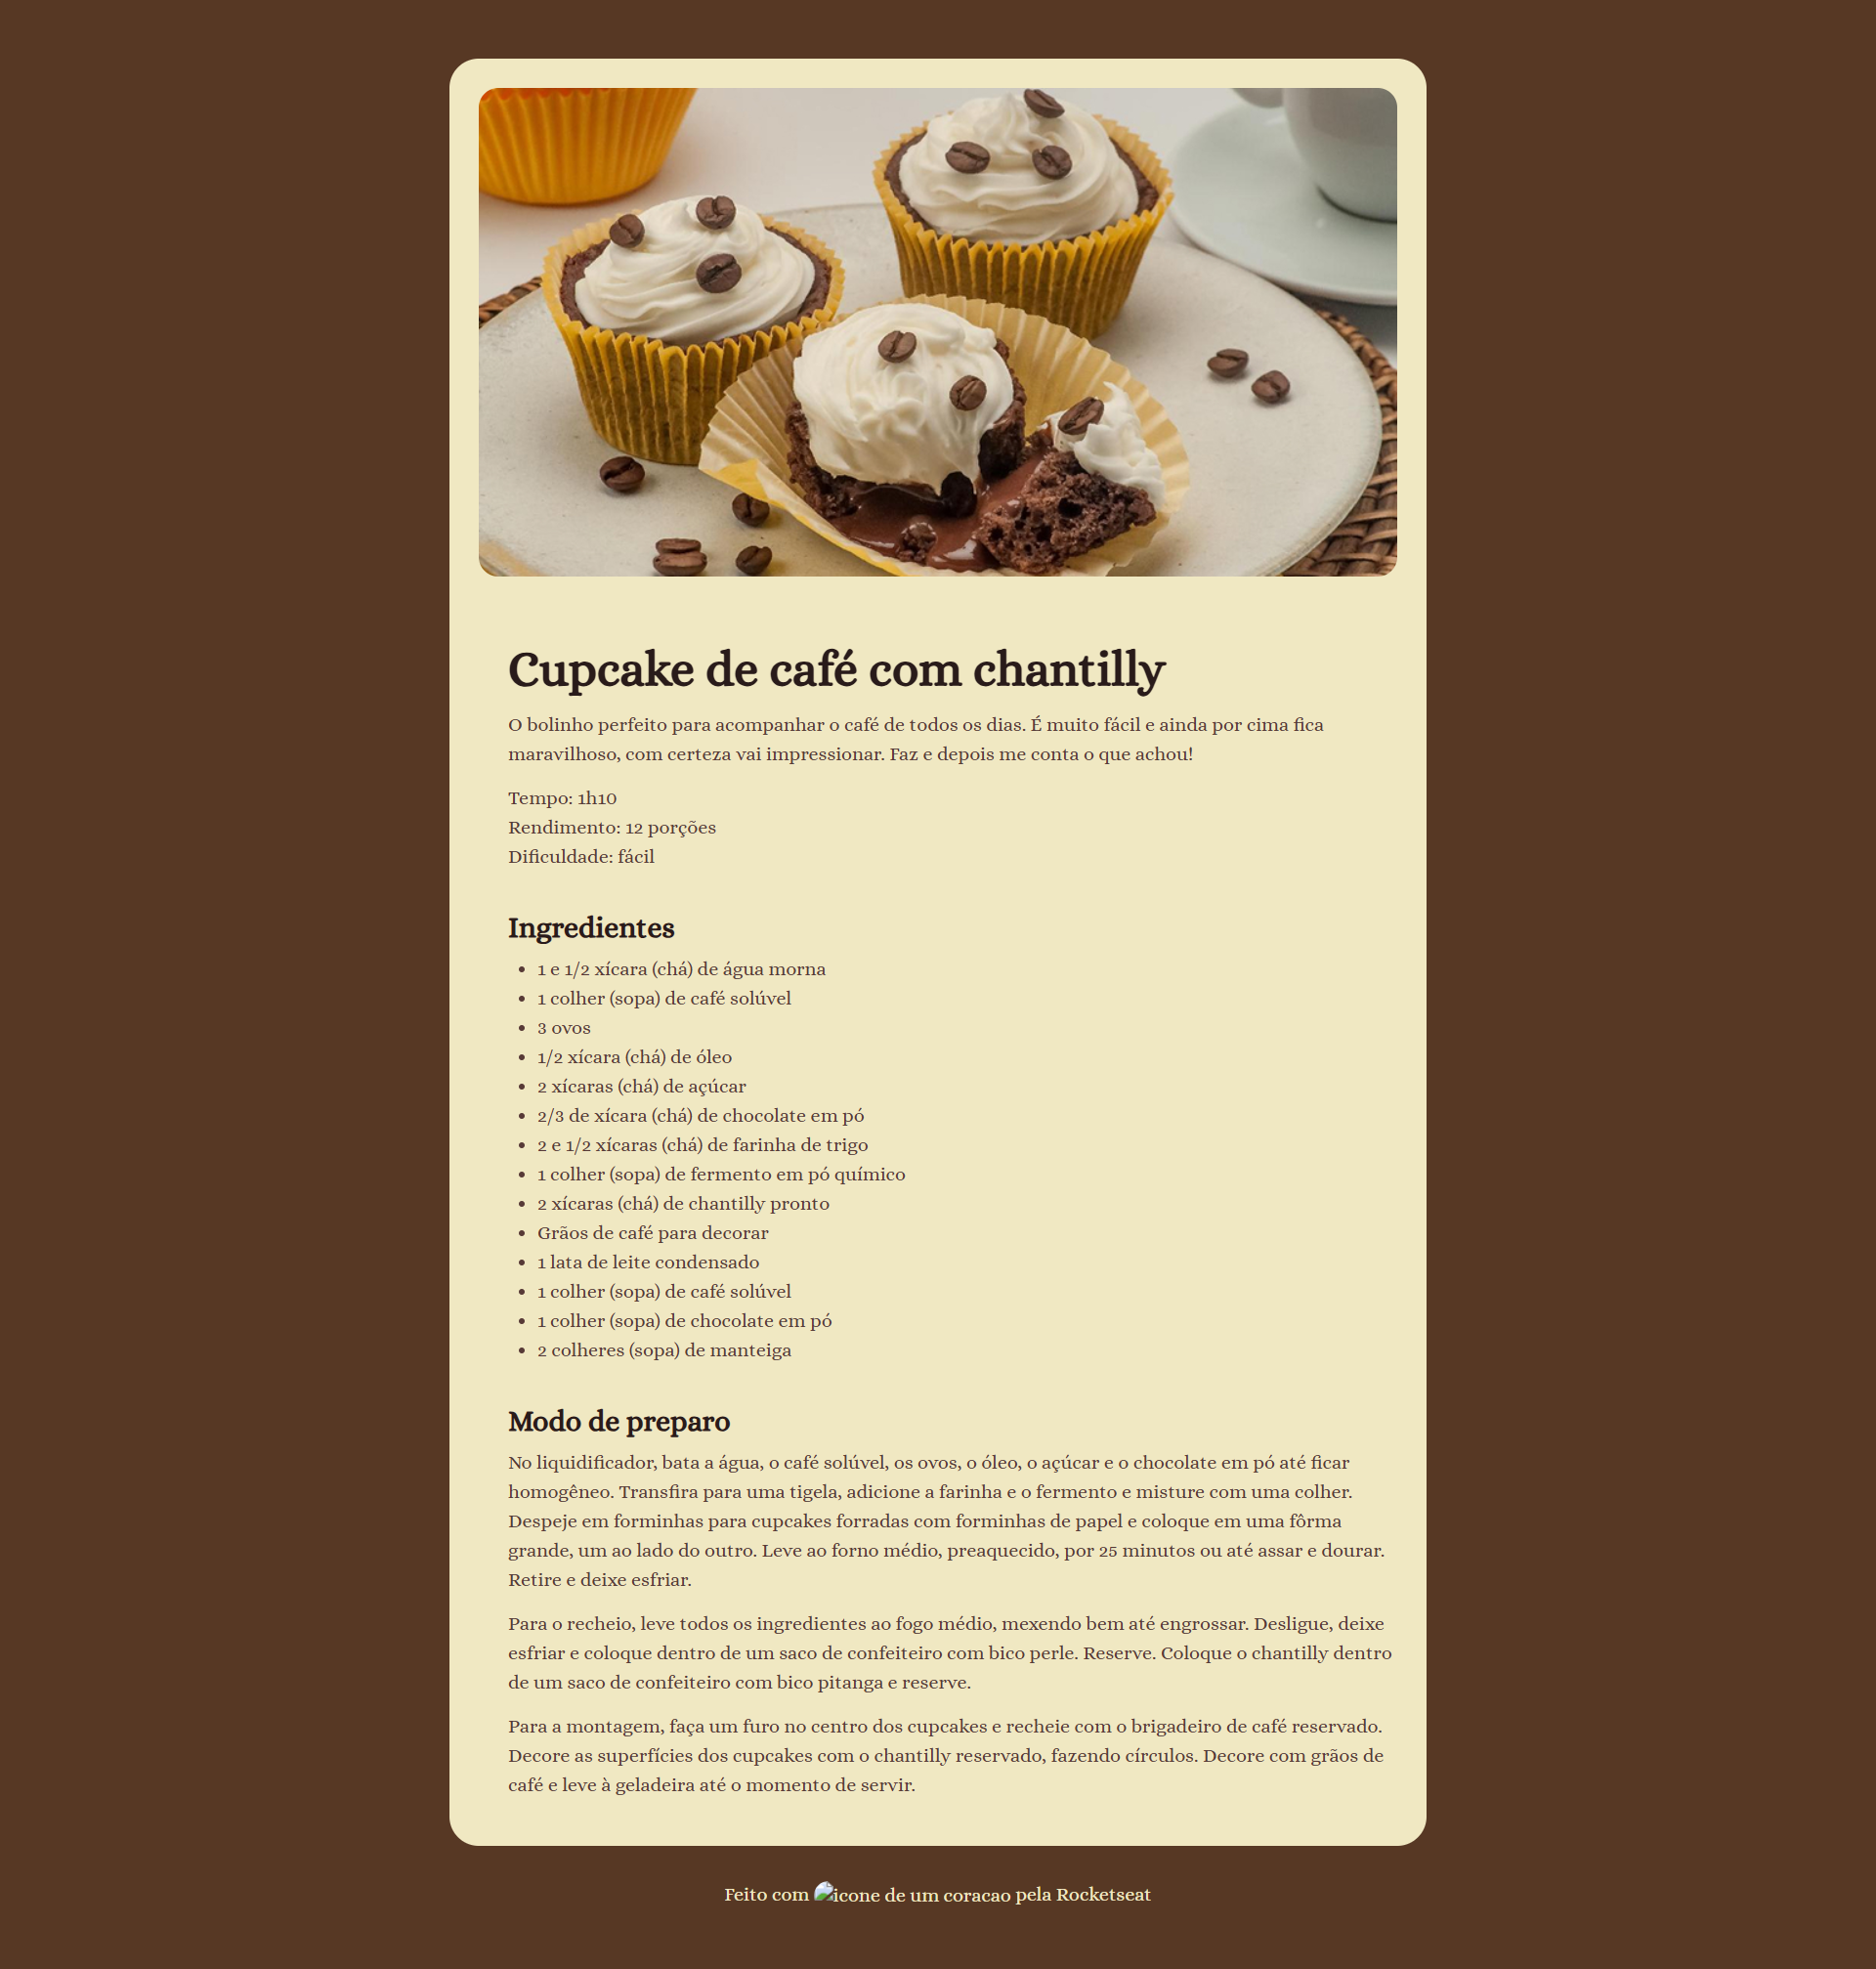 Cupcake de café com chantilly
O bolinho perfeito para acompanhar o café de todos os dias. É muito fácil e ainda por cima fica
maravilhoso, com certeza vai impressionar. Faz e depois me conta o que achou!
Tempo: 1h10
Rendimento: 12 porções
Dificuldade: fácil
Ingredientes
• 1 e 1/2 xícara (chá) de água morna
• 1 colher (sopa) de café solúvel
• 3 ovos
• 1/2 xícara (chá) de óleo
• 2 xícaras (chá) de açúcar
• 2/3 de xícara (chá) de chocolate em pó
• 2 e 1/2 xícaras (chá) de farinha de trigo
• 1 colher (sopa) de fermento em pó químico
• 2 xícaras (chá) de chantilly pronto
• Grãos de café para decorar
• 1 lata de leite condensado
• 1 colher (sopa) de café solúvel
• 1 colher (sopa) de chocolate em pó
• 2 colheres (sopa) de manteiga
Modo de preparo
No liquidificador, bata a água, o café solúvel, os ovos, o óleo, o açúcar e o chocolate em pó até ficar
homogêneo. Transfira para uma tigela, adicione a farinha e o fermento e misture com uma colher.
Despeje em forminhas para cupcakes forradas com forminhas de papel e coloque em uma fôrma
grande, um ao lado do outro. Leve ao forno médio, preaquecido, por 25 minutos ou até assar e dourar.
Retire e deixe esfriar.
Para o recheio, leve todos os ingredientes ao fogo médio, mexendo bem até engrossar. Desligue, deixe
esfriar e coloque dentro de um saco de confeiteiro com bico perle. Reserve. Coloque o chantilly dentro
de um saco de confeiteiro com bico pitanga e reserve.
Para a montagem, faça um furo no centro dos cupcakes e recheie com o brigadeiro de café reservado.
Decore as superfícies dos cupcakes com o chantilly reservado, fazendo círculos. Decore com grãos de
café e leve à geladeira até o momento de servir.
Feito com icone de um coracao pela Rocketseat